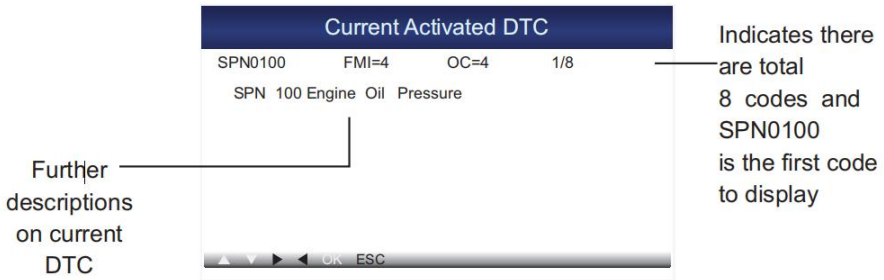 Current Activated DTC
SPN0100 FMI=4 OC=4 1/8
SPN 100 Engine Oil Pressure
OK ESC
Indicates there
are total
8 codes and
SPN0100
is the first code
to display
Further
descriptions
on current
DTC